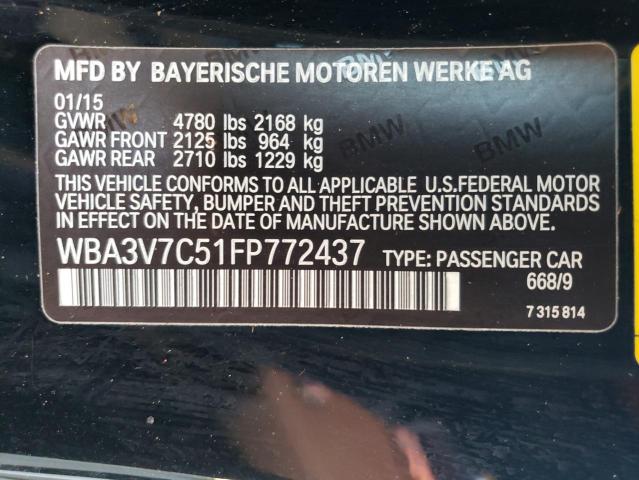 MFD BY BAYERISCHE MOTOREN WERKE AG
01/15
GVWR 4780 lbs 2168 kg
GAWR FRONT 2125 lbs 964 kg
GAWR REAR 2710 lbs 1229 kg
THIS VEHICLE CONFORMS TO ALL APPLICABLE U.S.FEDERAL MOTOR
VEHICLE SAFETY, BUMPER AND THEFT PREVENTION STANDARDS
IN EFFECT ON THE DATE OF MANUFACTURE SHOWN ABOVE.
WBA3V7C51FP772437 TYPE: PASSENGER CAR
668/9
7 315 814
BMW
BMW
BMW